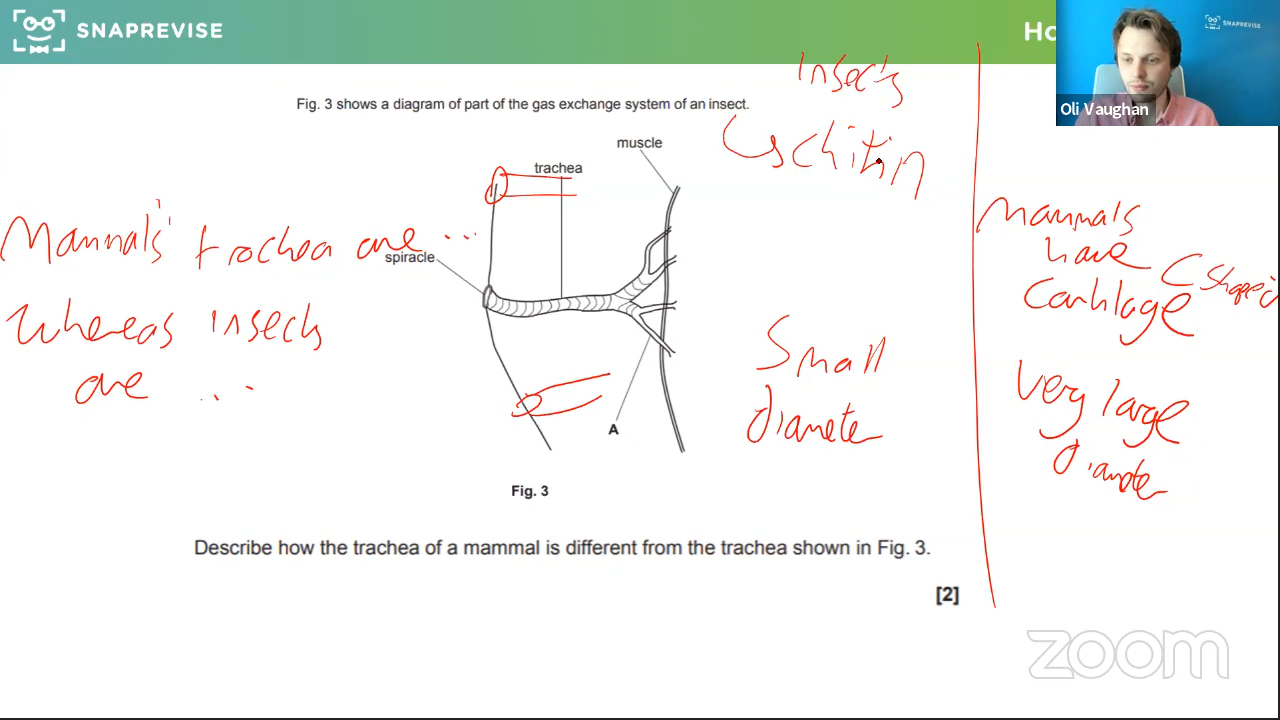 SNAPREVISE
Ho
SNAPREVISE
Oli Vaughan
Fig. 3 shows a diagram of part of the gas exchange system of an insect.
Insects
chitin
muscle
trachea
spiracle
A
Fig. 3
Mammals' trachea are ...
Whereas insects
are ...
Small
diameter
Mammals
have
C shaped
Cartilage
Very large
diameter
Describe how the trachea of a mammal is different from the trachea shown in Fig. 3.
[2]
zoom